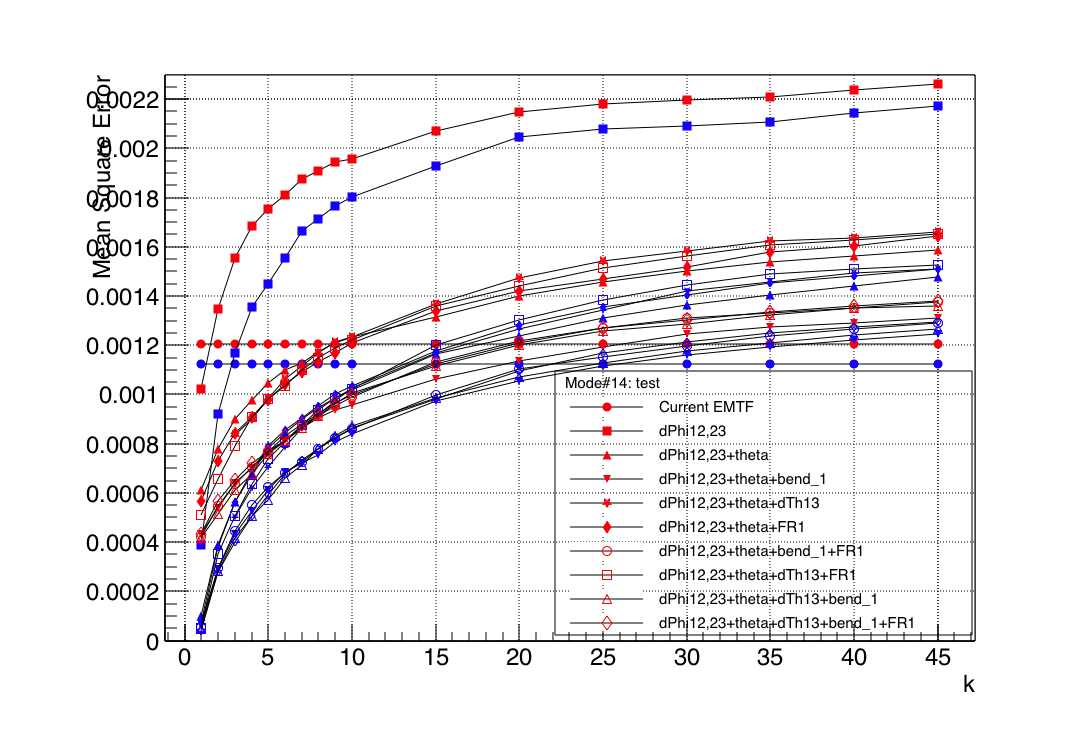 Mean Square Error
0.0022
0.002
0.0018
0.0016
0.0014
0.0012
0.001
0.0008
0.0006
0.0004
0.0002
0
0 5 10 15 20 25 30 35 40 45
k
Mode#14: test
Current EMTF
dPhi12,23
dPhi12,23+theta
dPhi12,23+theta+bend_1
dPhi12,23+theta+dTh13
dPhi12,23+theta+FR1
dPhi12,23+theta+bend_1+FR1
dPhi12,23+theta+dTh13+FR1
dPhi12,23+theta+dTh13+bend_1
dPhi12,23+theta+dTh13+bend_1+FR1